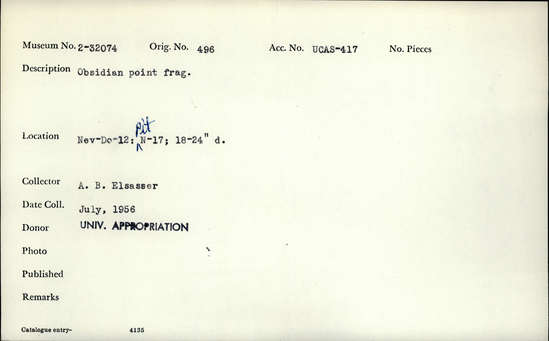 Museum No. 2-32074 Orig. No. 496 Acc. No. UCAS-417 No. Pieces
Description Obsidian point frag.
Location Nev-Do-12: Pit N-17; 18-24" d.
Collector A. B. Elsasser
Date Coll. July, 1956
Donor UNIV. APPROPRIATION
Photo
Published
Remarks
Catalogue entry- 4135